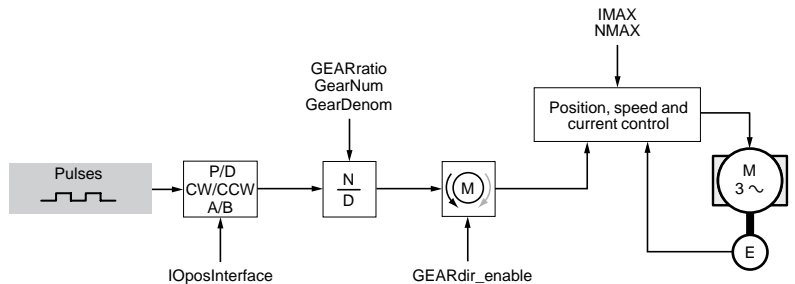 IMAX
NMAX
GEARratio
GearNum
GearDenom
Position, speed and
current control
Pulses
P/D
CW/CCW
A/B
N
D
M
M
3 ~
E
IOposInterface
GEARdir_enable